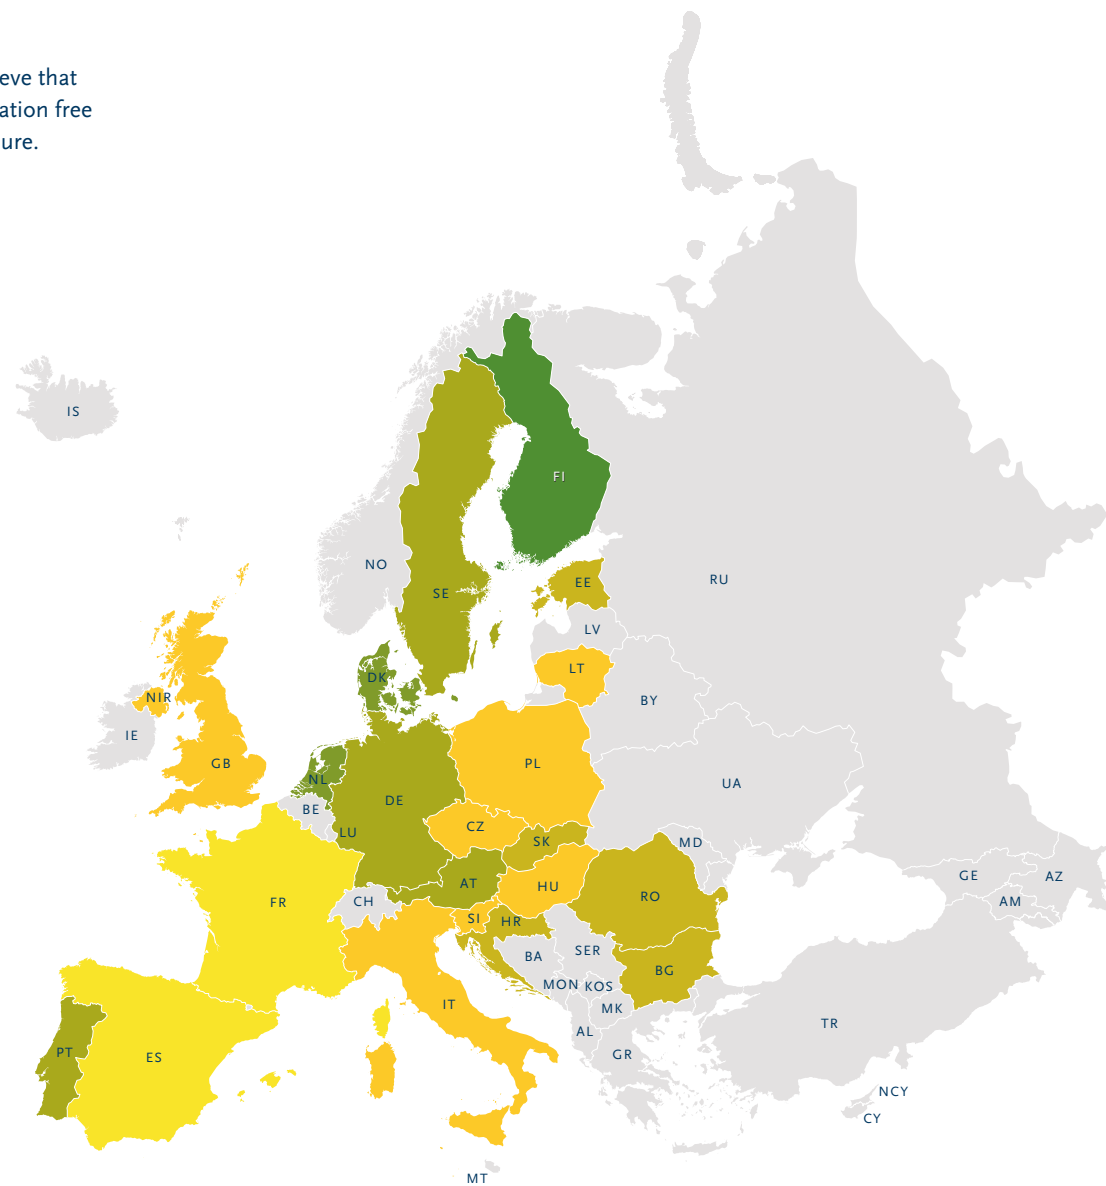 eve that
ation free
ure.
IS
FI
NO
SE
EE
RU
LV
LT
DK
NIR
BY
IE
GB
PL
NL
DE
UA
BE
CZ
LU
SK
MD
AT
HU
GE
AZ
FR
CH
RO
AM
SI
HR
BA
SER
BG
MON
KOS
IT
MK
TR
AL
PT
ES
GR
NCY
CY
MT